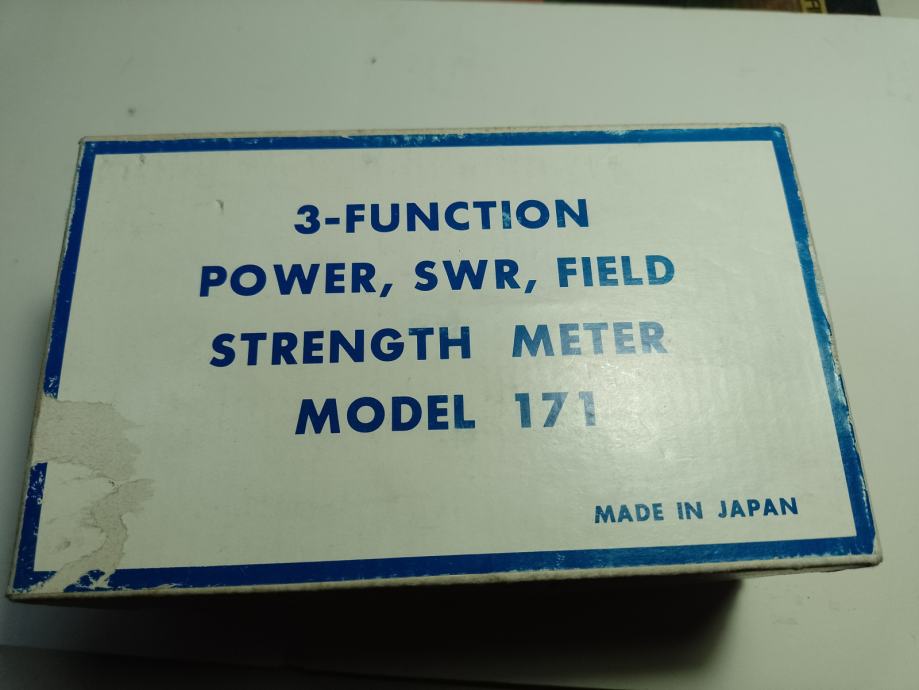 3-FUNCTION
POWER, SWR, FIELD
STRENGTH METER
MODEL 171
MADE IN JAPAN